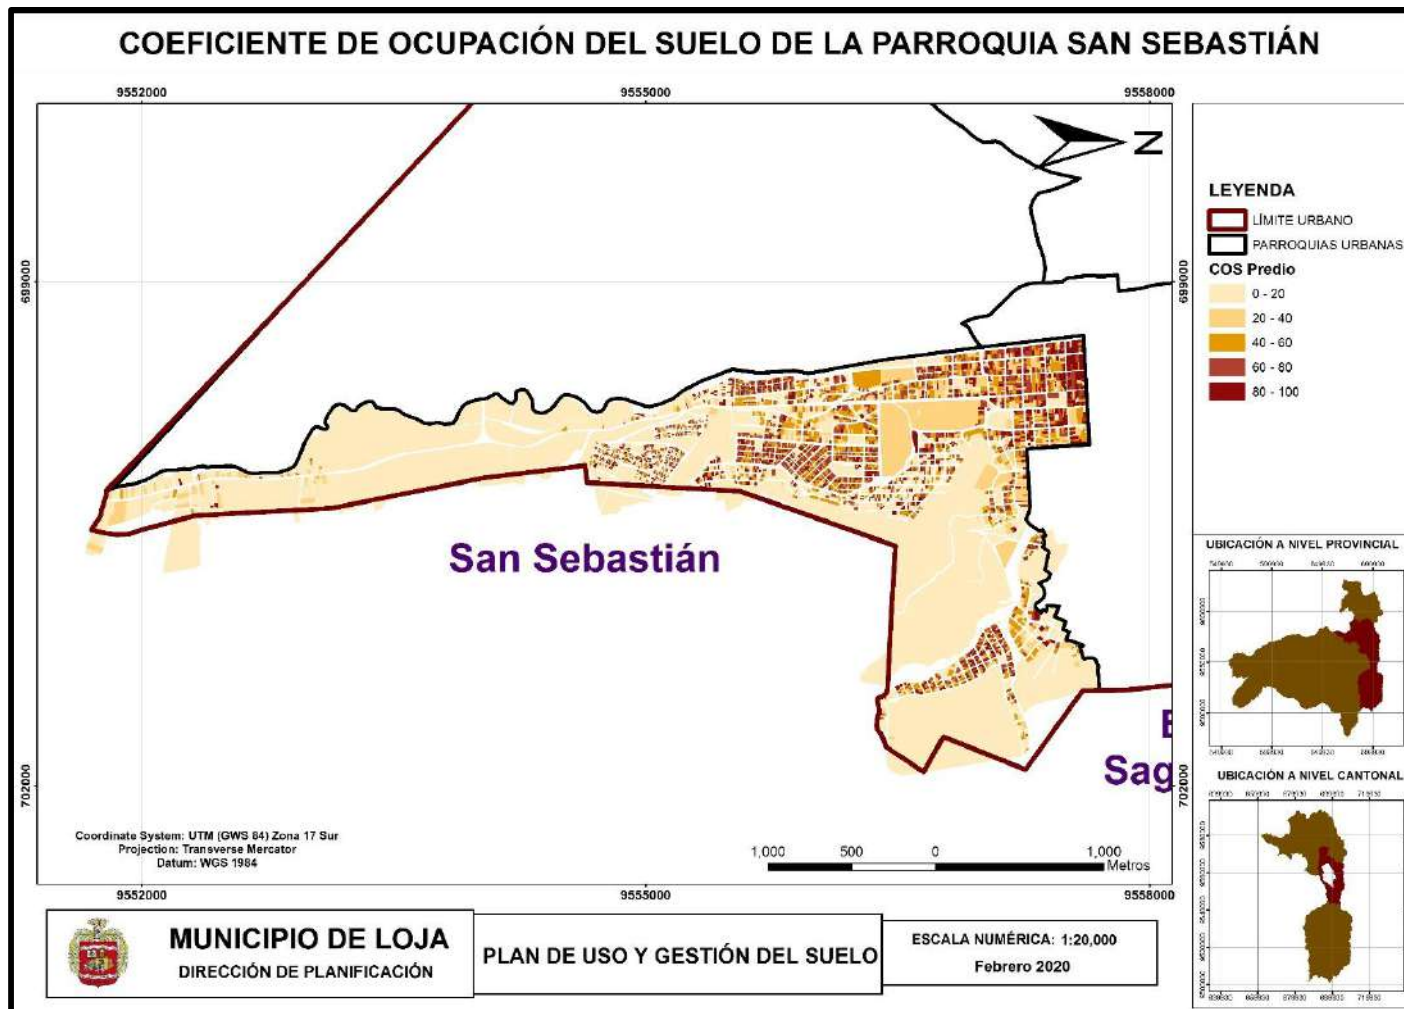 COEFICIENTE DE OCUPACIÓN DEL SUELO DE LA PARROQUIA SAN SEBASTIÁN
9552000
9555000
9558000
N
699000
699000
San Sebastián
E
Sag
702000
702000
Coordinate System: UTM (GWS 84) Zona 17 Sur
Projection: Transverse Mercator
Datum: WGS 1984
1,000 500 0 1,000
Metros
9552000
9555000
9558000
LEYENDA
LÍMITE URBANO
PARROQUIAS URBANAS
COS Predio
0 - 20
20 - 40
40 - 60
60 - 80
80 - 100
UBICACIÓN A NIVEL PROVINCIAL
UBICACIÓN A NIVEL CANTONAL
MUNICIPIO DE LOJA
DIRECCIÓN DE PLANIFICACIÓN
PLAN DE USO Y GESTIÓN DEL SUELO
ESCALA NUMÉRICA: 1:20,000
Febrero 2020